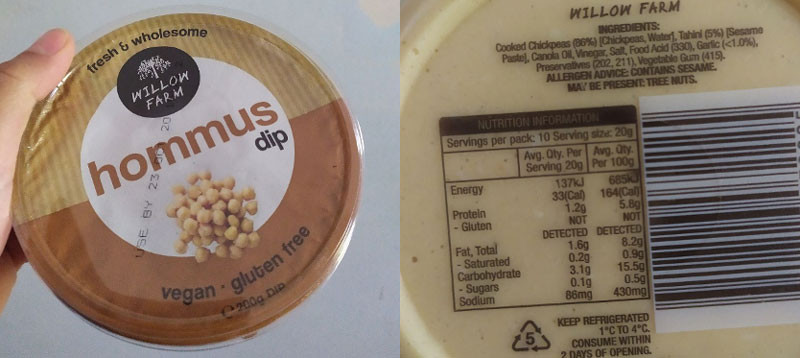 fresh & wholesome
WILLOW
FARM
hommus
dip
USE BY 23
vegan · gluten free
200g DIP
WILLOW FARM
INGREDIENTS:
Cooked Chickpeas (86%) [Chickpeas, Water], Tahini (5%) [Sesame
Paste], Canola Oil, Vinegar, Salt, Food Acid (330), Garlic (<1.0%),
Preservatives (202, 211), Vegetable Gum (415).
ALLERGEN ADVICE: CONTAINS SESAME.
MAY BE PRESENT: TREE NUTS.
NUTRITION INFORMATION
Servings per pack: 10 Serving size: 20g
Avg. Qty. Per Avg. Qty.
Serving 20g Per 100g
Energy 137kJ 685kJ
33(Cal) 164(Cal)
Protein 1.2g 5.8g
- Gluten NOT NOT
DETECTED DETECTED
Fat, Total 1.6g 8.2g
- Saturated 0.2g 0.9g
Carbohydrate 3.1g 15.5g
- Sugars 0.1g 0.5g
Sodium 86mg 430mg
5
KEEP REFRIGERATED
1°C TO 4°C.
CONSUME WITHIN
2 DAYS OF OPENING.